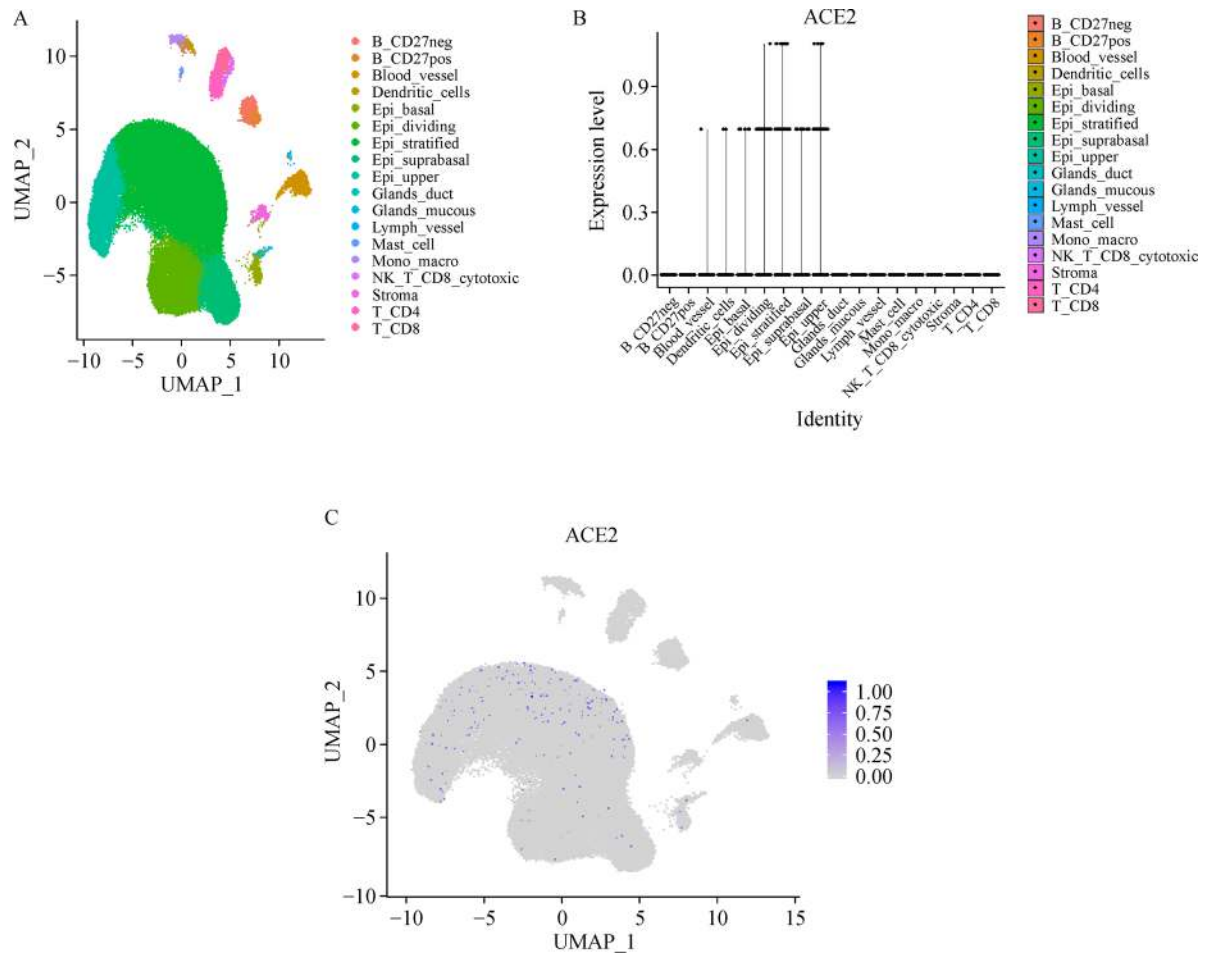 A
10
5
0
−5
−10
−5
0
5
10
UMAP_2
UMAP_1
B_CD27neg
B_CD27pos
Blood_vessel
Dendritic_cells
Epi_basal
Epi_dividing
Epi_stratified
Epi_suprabasal
Epi_upper
Glands_duct
Glands_mucous
Lymph_vessel
Mast_cell
Mono_macro
NK_T_CD8_cytotoxic
Stroma
T_CD4
T_CD8
B
ACE2
Expression level
0.9
0.6
0.3
0.0
B_CD27neg
B_CD27pos
Blood_vessel
Dendritic_cells
Epi_basal
Epi_dividing
Epi_stratified
Epi_suprabasal
Epi_upper
Glands_duct
Glands_mucous
Lymph_vessel
Mast_cell
Mono_macro
NK_T_CD8_cytotoxic
Stroma
T_CD4
T_CD8
Identity
B_CD27neg
B_CD27pos
Blood_vessel
Dendritic_cells
Epi_basal
Epi_dividing
Epi_stratified
Epi_suprabasal
Epi_upper
Glands_duct
Glands_mucous
Lymph_vessel
Mast_cell
Mono_macro
NK_T_CD8_cytotoxic
Stroma
T_CD4
T_CD8
C
ACE2
UMAP_2
10
5
0
−5
−10
−10
−5
0
5
10
15
UMAP_1
1.00
0.75
0.50
0.25
0.00